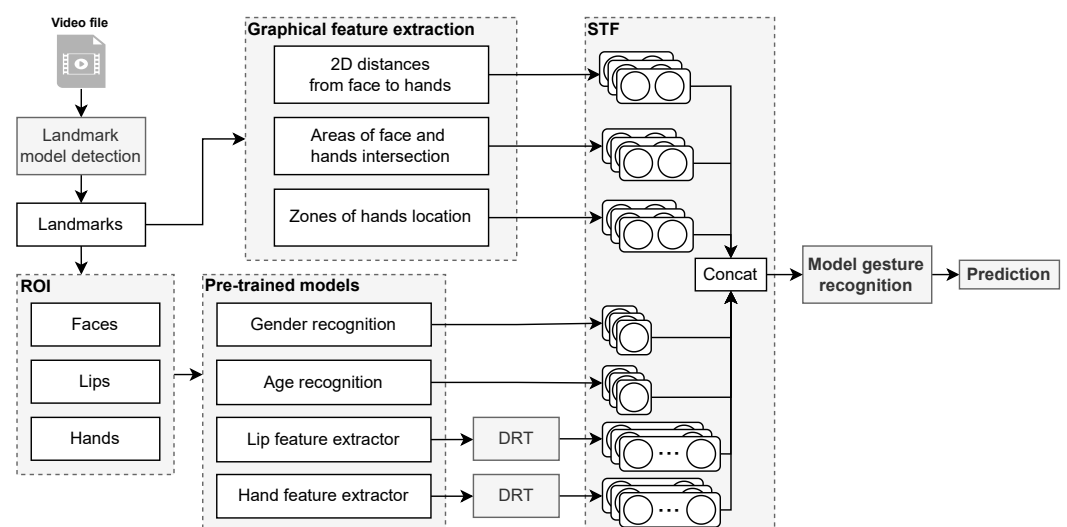 Video file
Landmark
model detection
Landmarks
ROI
Faces
Lips
Hands
Graphical feature extraction
2D distances
from face to hands
Areas of face and
hands intersection
Zones of hands location
Pre-trained models
Gender recognition
Age recognition
Lip feature extractor
Hand feature extractor
DRT
DRT
STF
Concat
Model gesture
recognition
Prediction